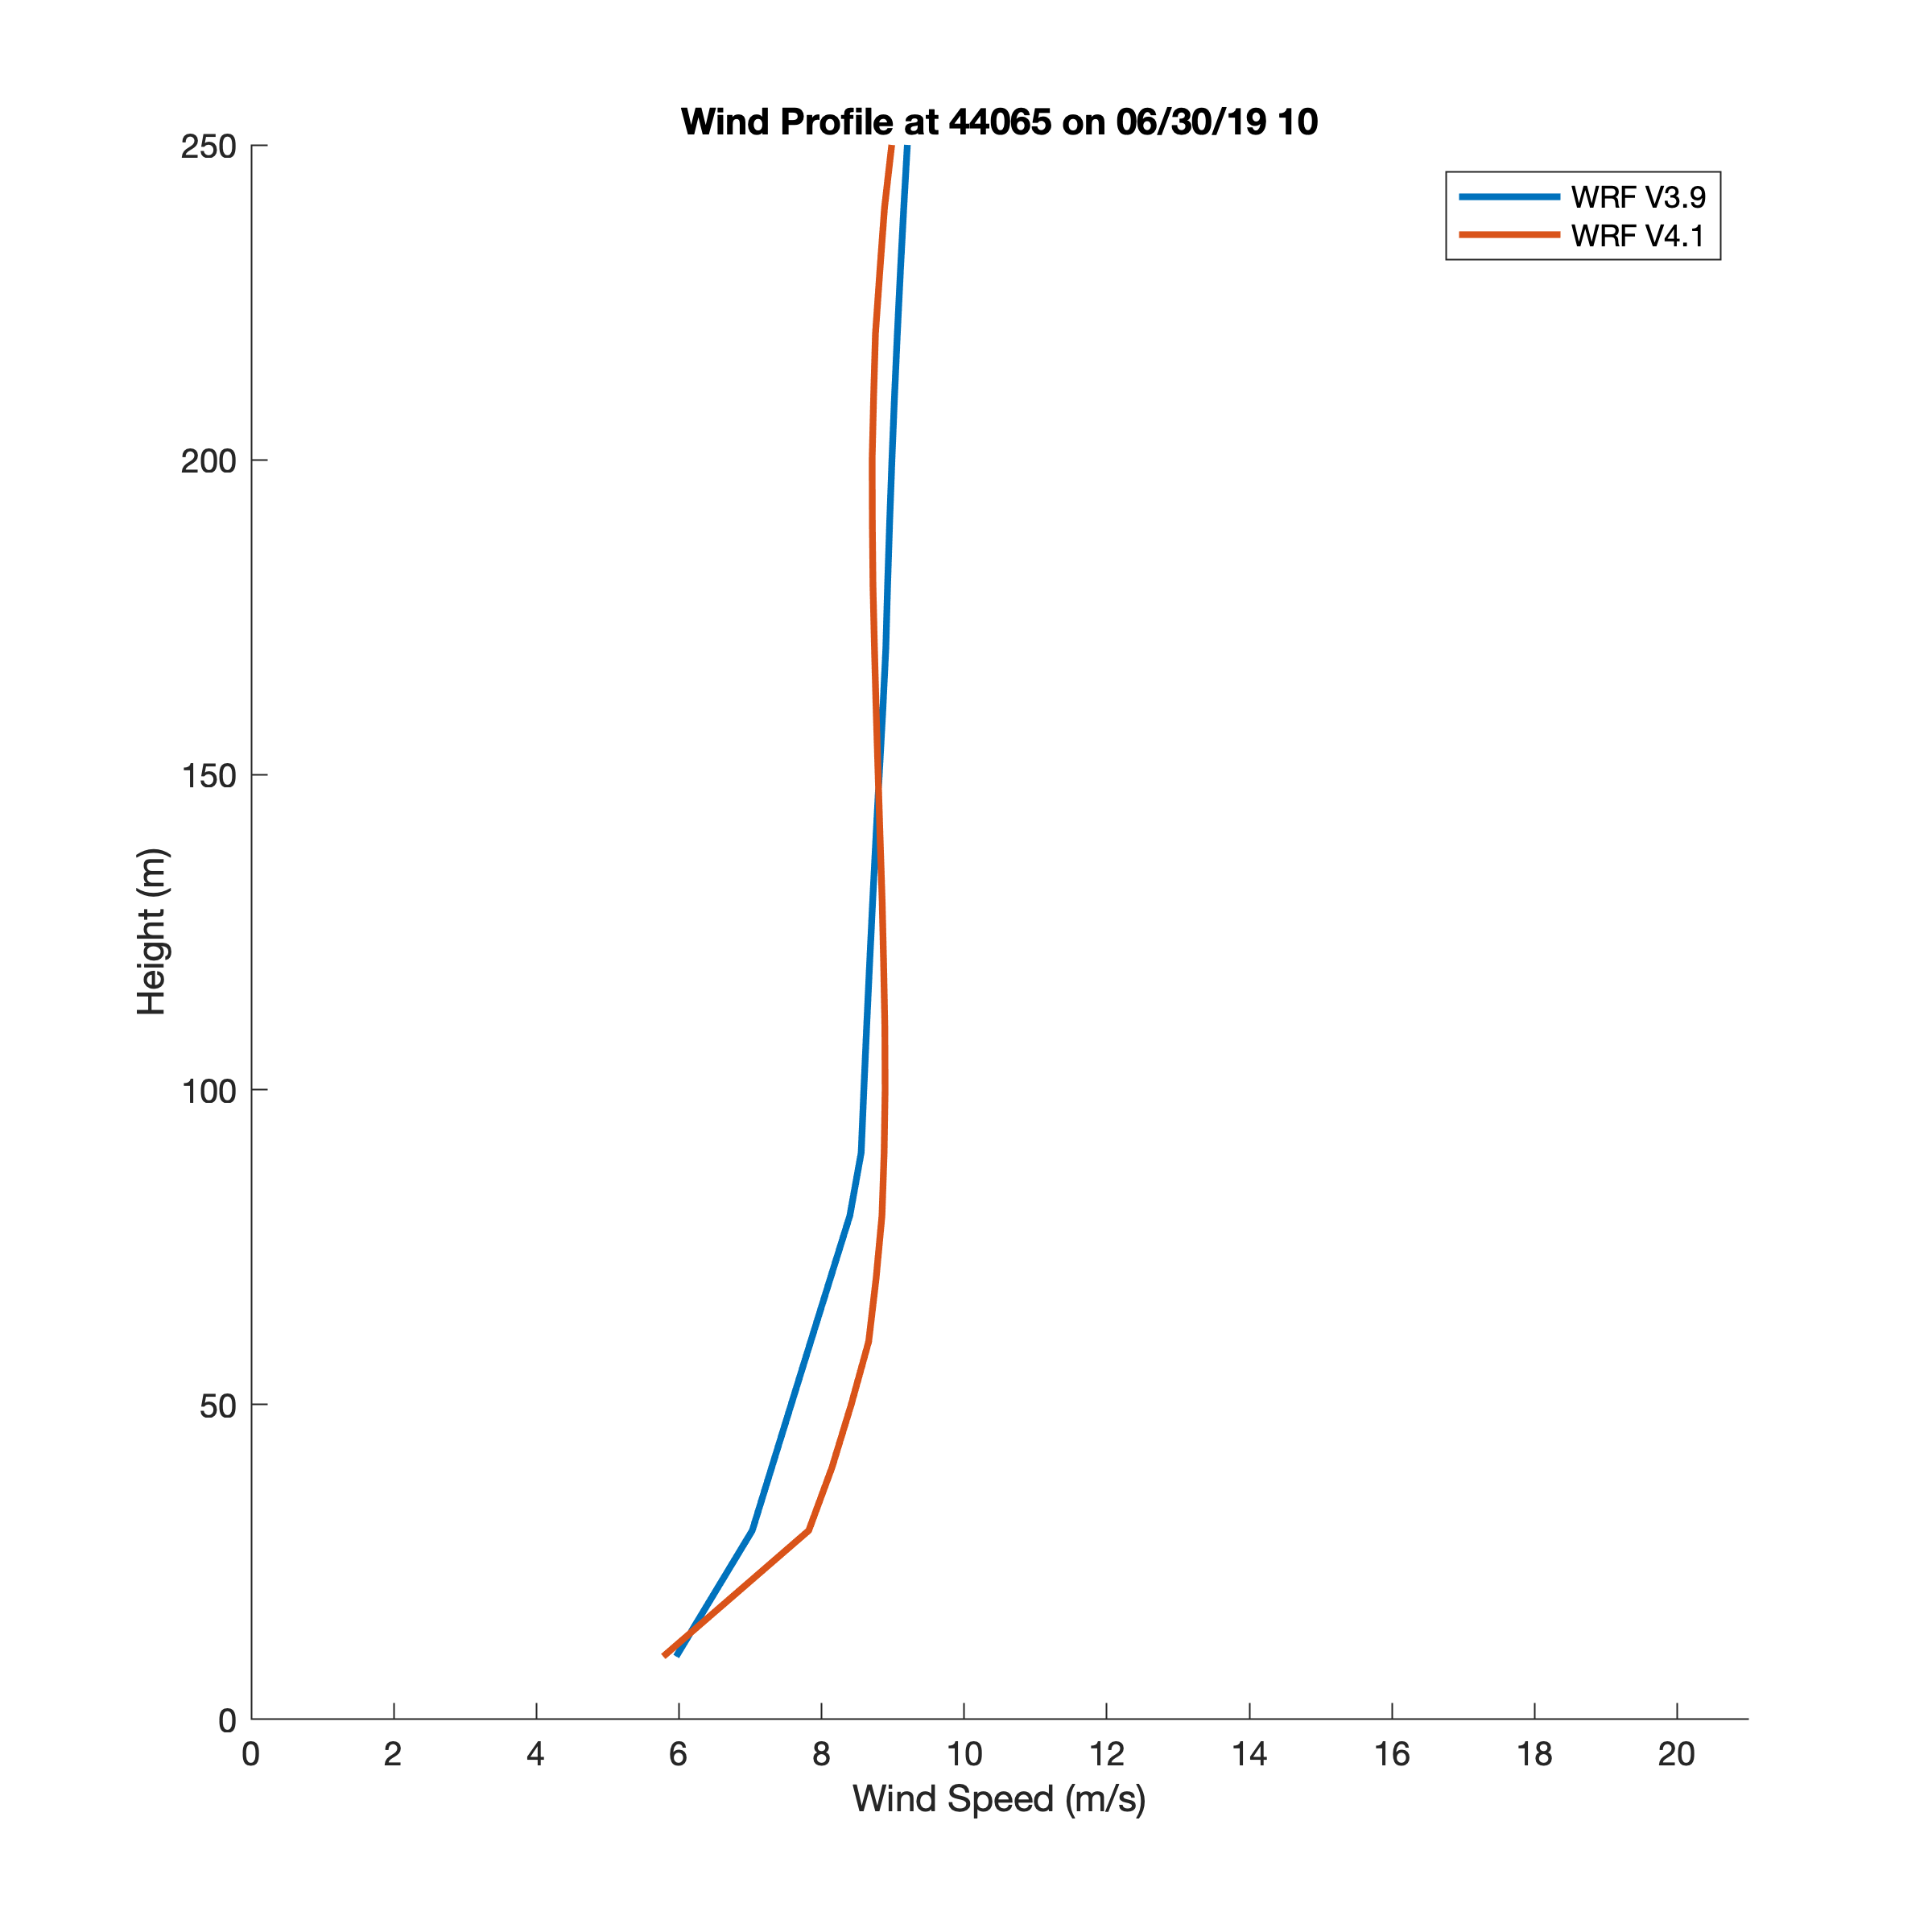 Wind Profile at 44065 on 06/30/19 10
WRF V3.9
WRF V4.1
250
200
150
100
50
0
Height (m)
0 2 4 6 8 10 12 14 16 18 20
Wind Speed (m/s)